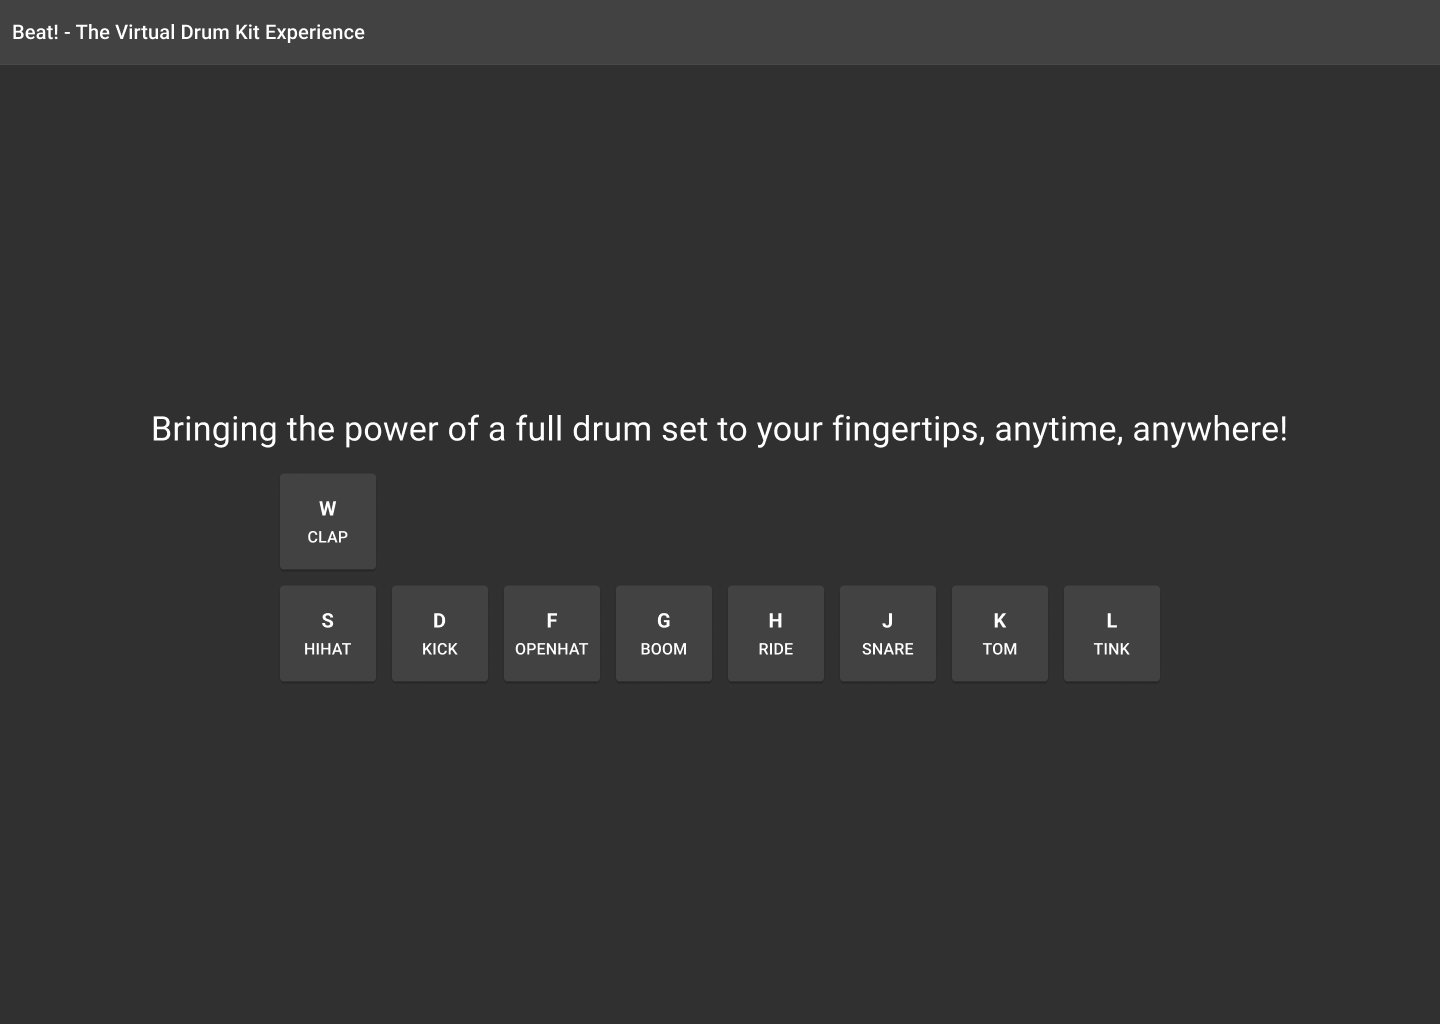 Beat! - The Virtual Drum Kit Experience
Bringing the power of a full drum set to your fingertips, anytime, anywhere!
W
CLAP
S D F G H J K L
HIHAT KICK OPENHAT BOOM RIDE SNARE TOM TINK